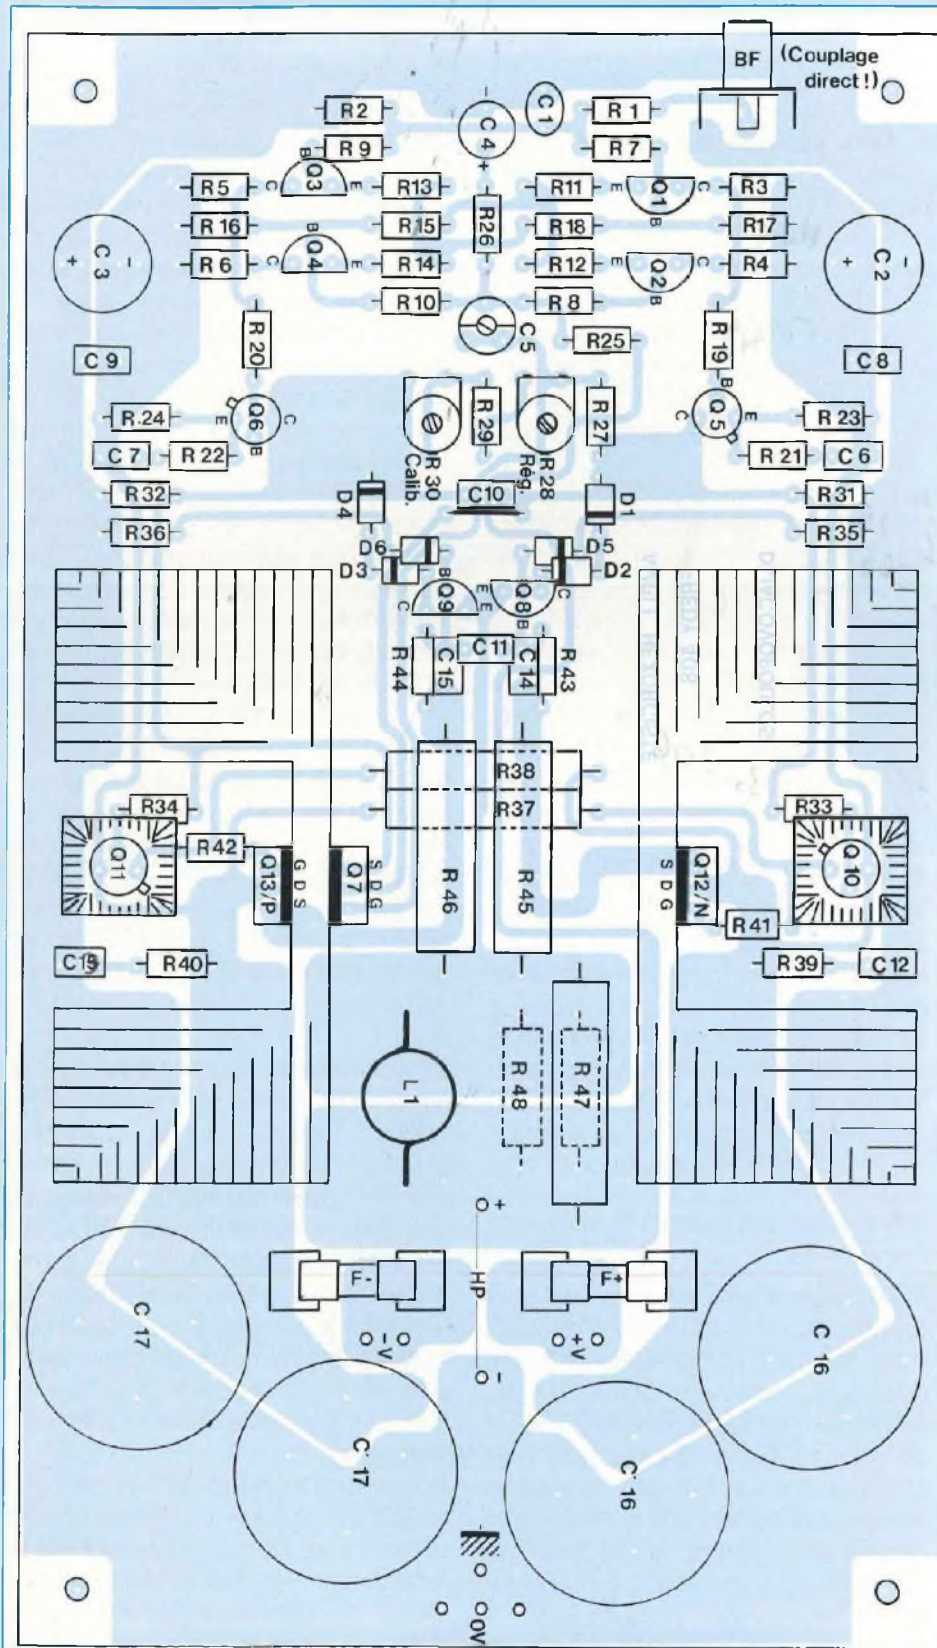 BF (Couplage
direct!)
R2 C4 - C1 R1
R9 + R7
R5 B Q3 C E R13 R11 E Q1 C B R3
R16 R15 R26 R18 R17
C3 + - R6 B Q4 C E R14 R12 E Q2 C B R4 C2 + -
R10 R8
R20 C5 R25 R19
C9 C8
R24 E Q6 C B R29 R27 B C Q5 E R23
C7 R22 R30 R28 R21 C6
Calib. Reg.
R32 D4 C10 D1 R31
R36 R35
D6 D5
D3 B Q9 C E E Q8 C B D2
R44 C15 C11 C14 R43
R38
R34 R37 R33
Q11 R42 Q13/P G D S Q7 S D G R46 R45 S D G Q12/N Q10
R41
R40 R39 C12
L1 R48 R47
+
F- HP F+
C17 -V +V C16
-
C'17 C'16
0V